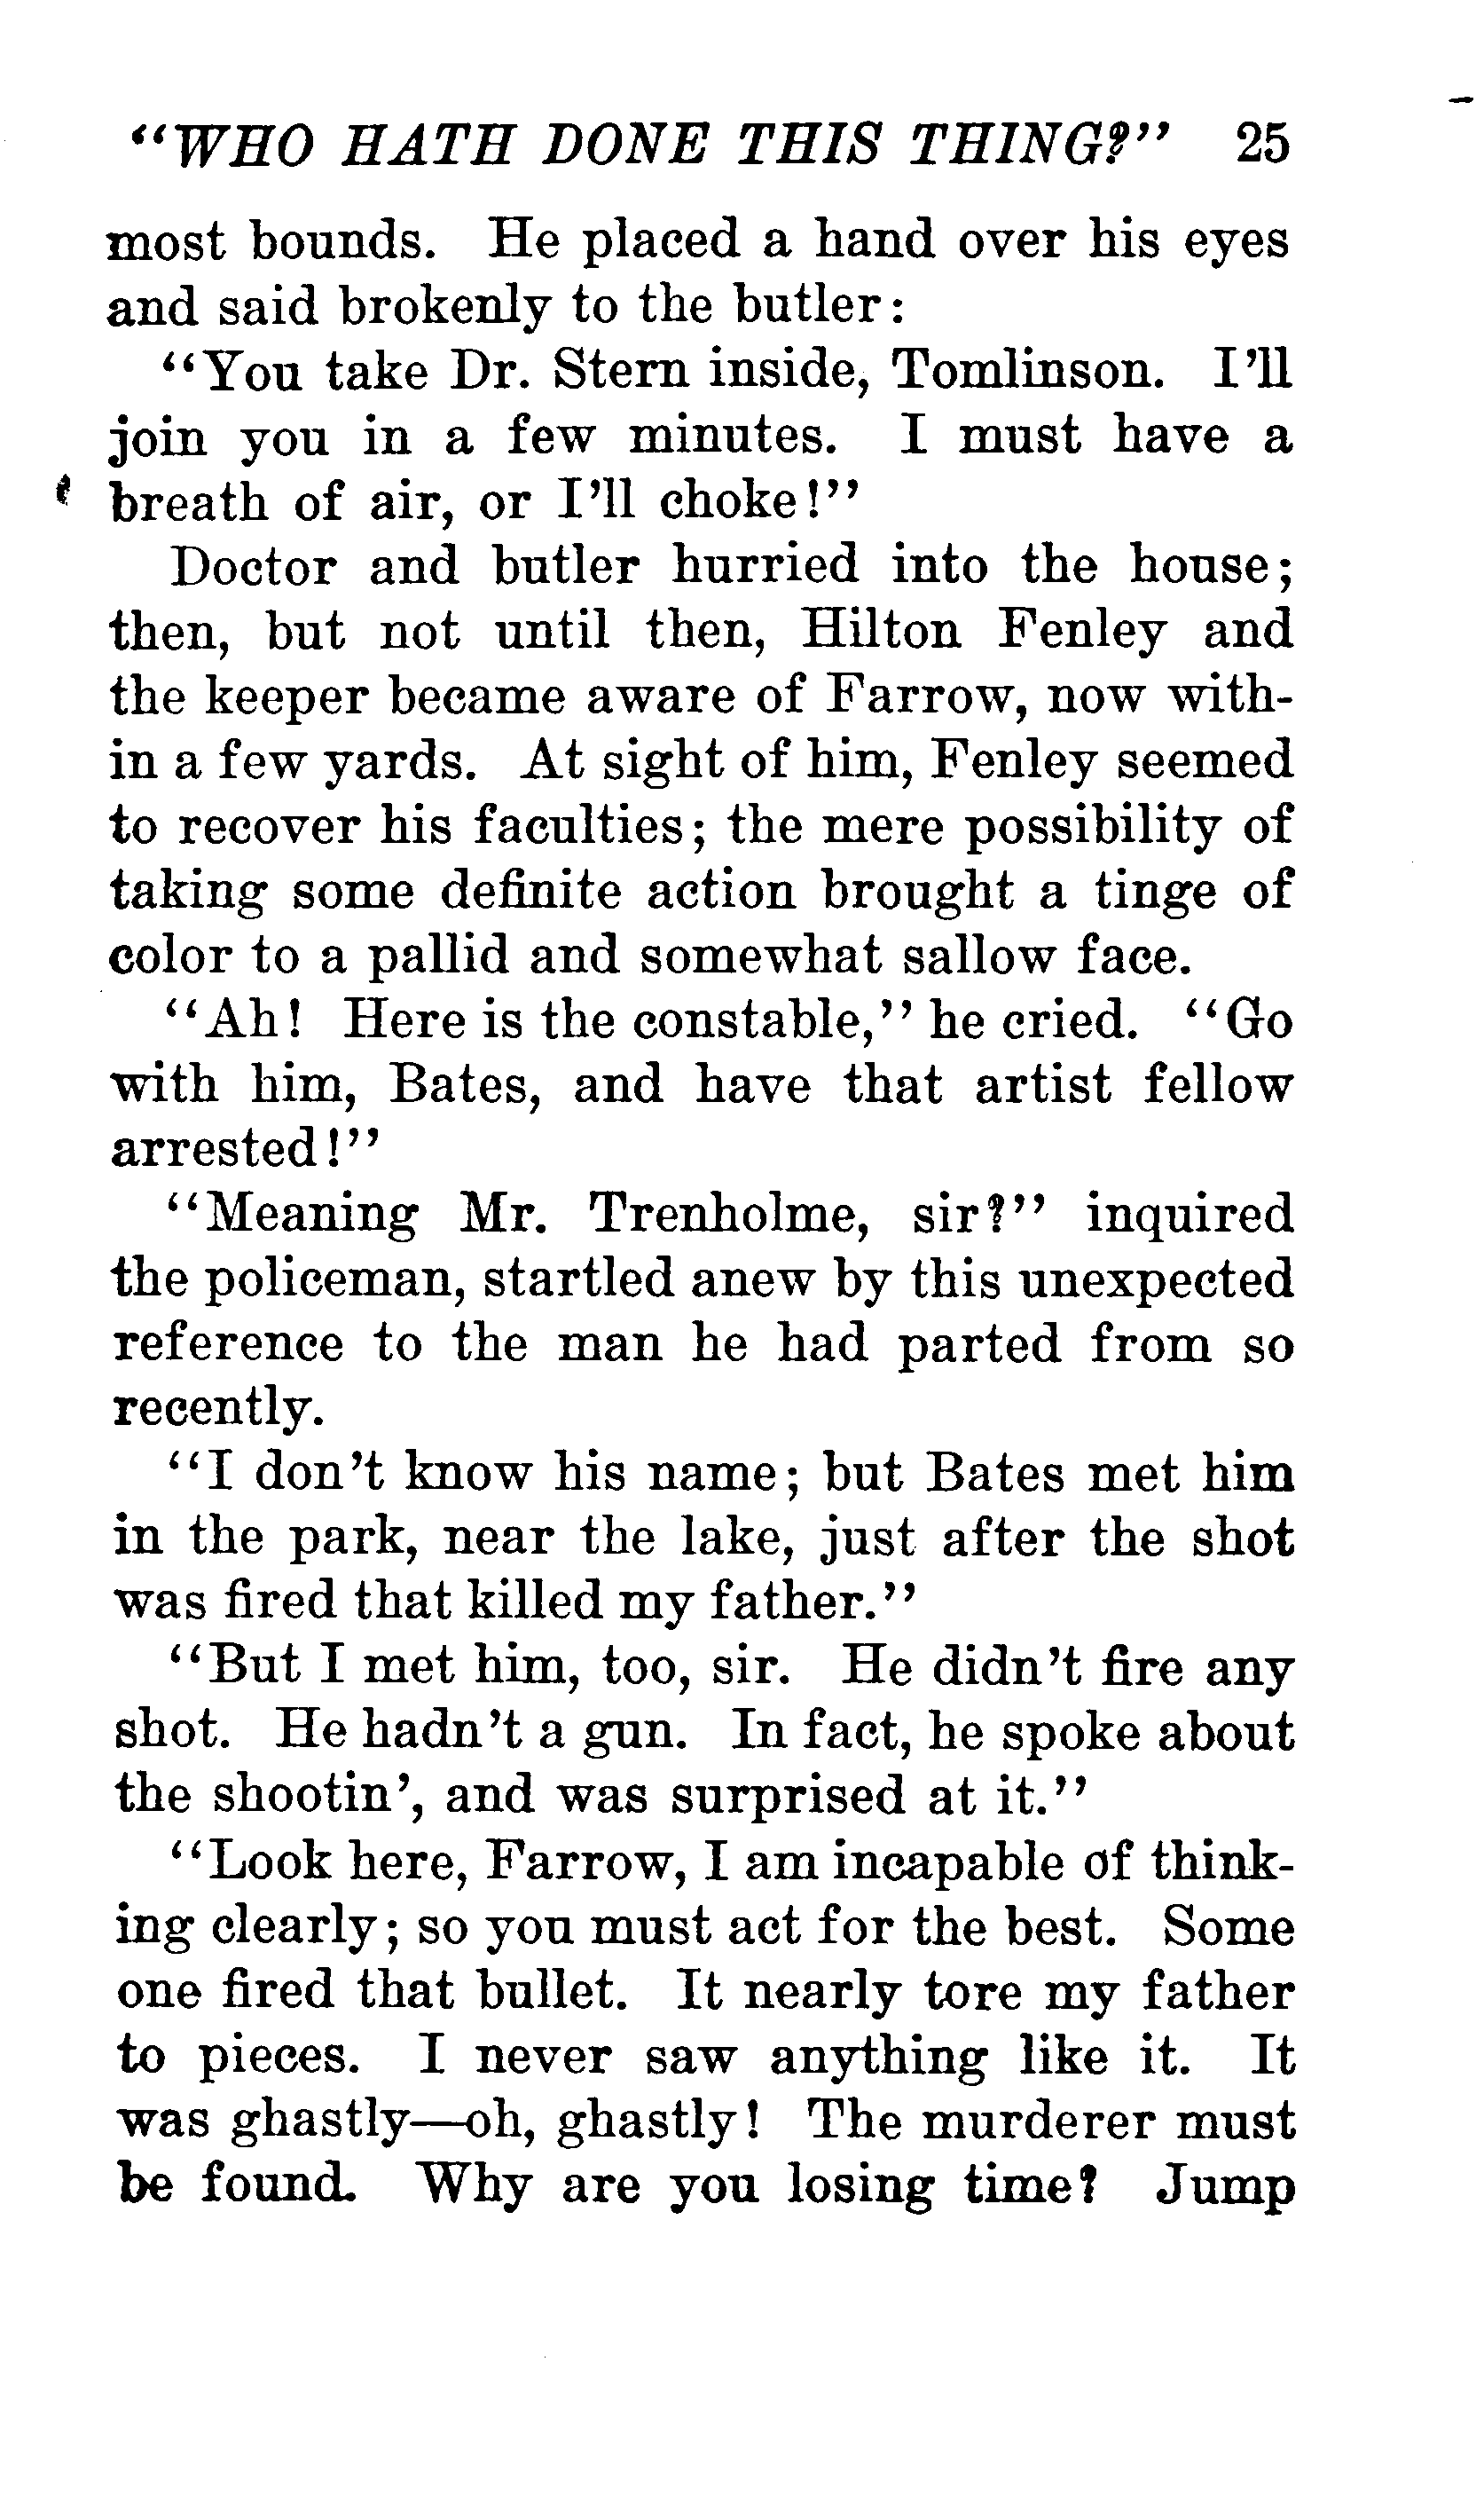 "WHO HATH DONE THIS THING?" 25
most bounds. He placed a hand over his eyes
and said brokenly to the butler:
"You take Dr. Stern inside, Tomlinson. I'll
join you in a few minutes. I must have a
breath of air, or I'll choke!"
Doctor and butler hurried into the house;
then, but not until then, Hilton Fenley and
the keeper became aware of Farrow, now with-
in a few yards. At sight of him, Fenley seemed
to recover his faculties; the mere possibility of
taking some definite action brought a tinge of
color to a pallid and somewhat sallow face.
"Ah! Here is the constable," he cried. "Go
with him, Bates, and have that artist fellow
arrested!"
"Meaning Mr. Trenholme, sir?" inquired
the policeman, startled anew by this unexpected
reference to the man he had parted from so
recently.
"I don't know his name; but Bates met him
in the park, near the lake, just after the shot
was fired that killed my father."
"But I met him, too, sir. He didn't fire any
shot. He hadn't a gun. In fact, he spoke about
the shootin', and was surprised at it."
"Look here, Farrow, I am incapable of think-
ing clearly; so you must act for the best. Some
one fired that bullet. It nearly tore my father
to pieces. I never saw anything like it. It
was ghastly—oh, ghastly! The murderer must
be found. Why are you losing time? Jump